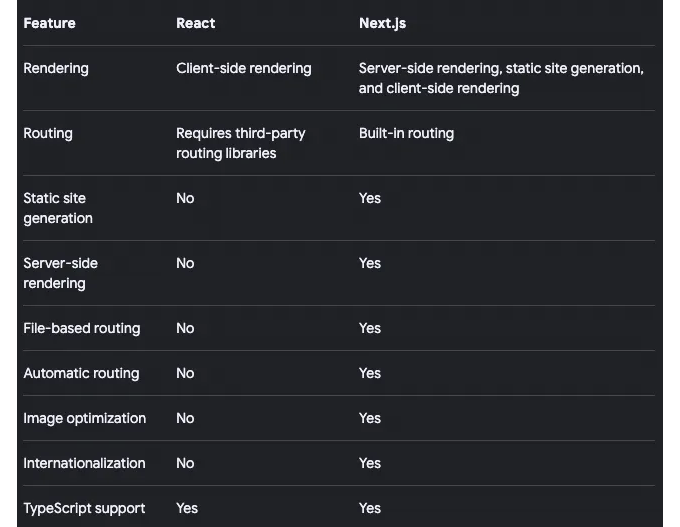 Feature React Next.js
Rendering Client-side rendering Server-side rendering, static site generation,
and client-side rendering
Routing Requires third-party Built-in routing
routing libraries
Static site No Yes
generation
Server-side No Yes
rendering
File-based routing No Yes
Automatic routing No Yes
Image optimization No Yes
Internationalization No Yes
TypeScript support Yes Yes